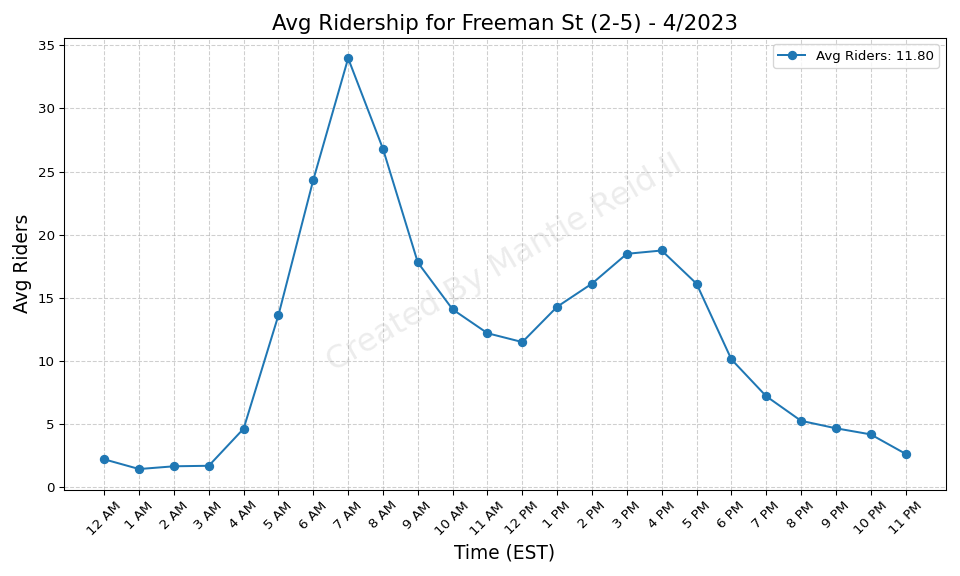 Avg Ridership for Freeman St (2-5) - 4/2023
Avg Riders: 11.80
35
30
25
20
15
10
5
0
Avg Riders
Created By Mantie Reid II
12 AM
1 AM
2 AM
3 AM
4 AM
5 AM
6 AM
7 AM
8 AM
9 AM
10 AM
11 AM
12 PM
1 PM
2 PM
3 PM
4 PM
5 PM
6 PM
7 PM
8 PM
9 PM
10 PM
11 PM
Time (EST)